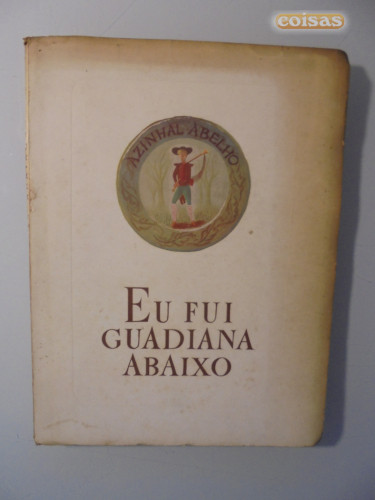 coisas
AZINHAL ABELHO
EU FUI
GUADIANA
ABAIXO